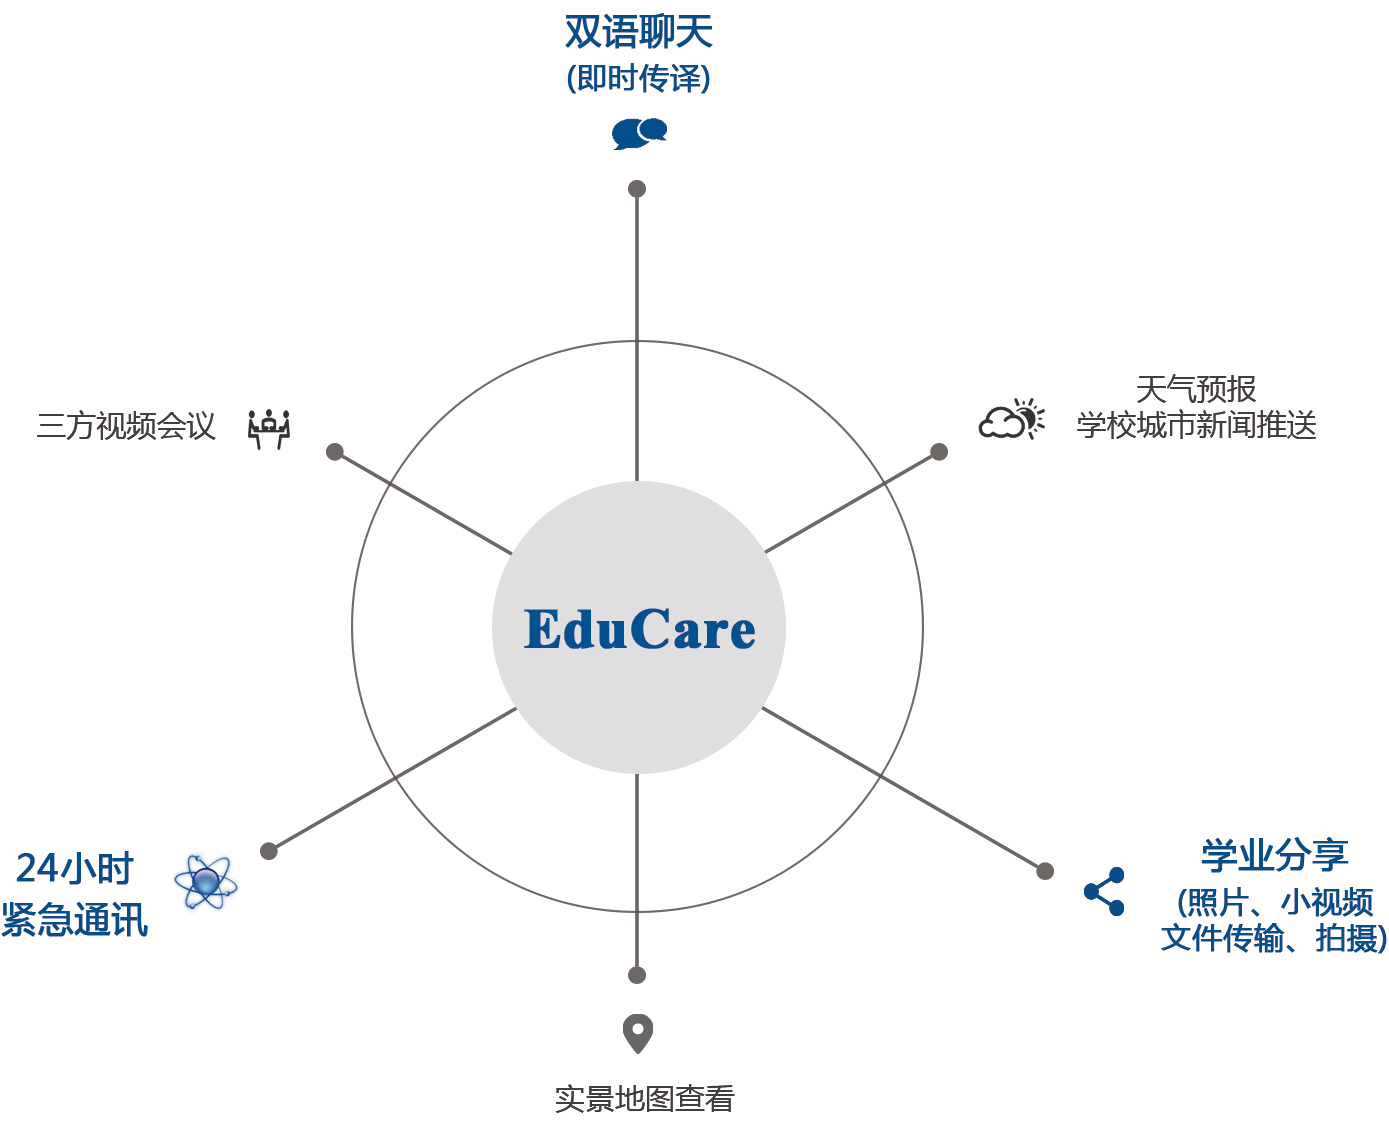 双语聊天
(即时传译)
天气预报
学校城市新闻推送
三方视频会议
EduCare
学业分享
(照片、小视频
文件传输、拍摄)
24小时
紧急通讯
实景地图查看